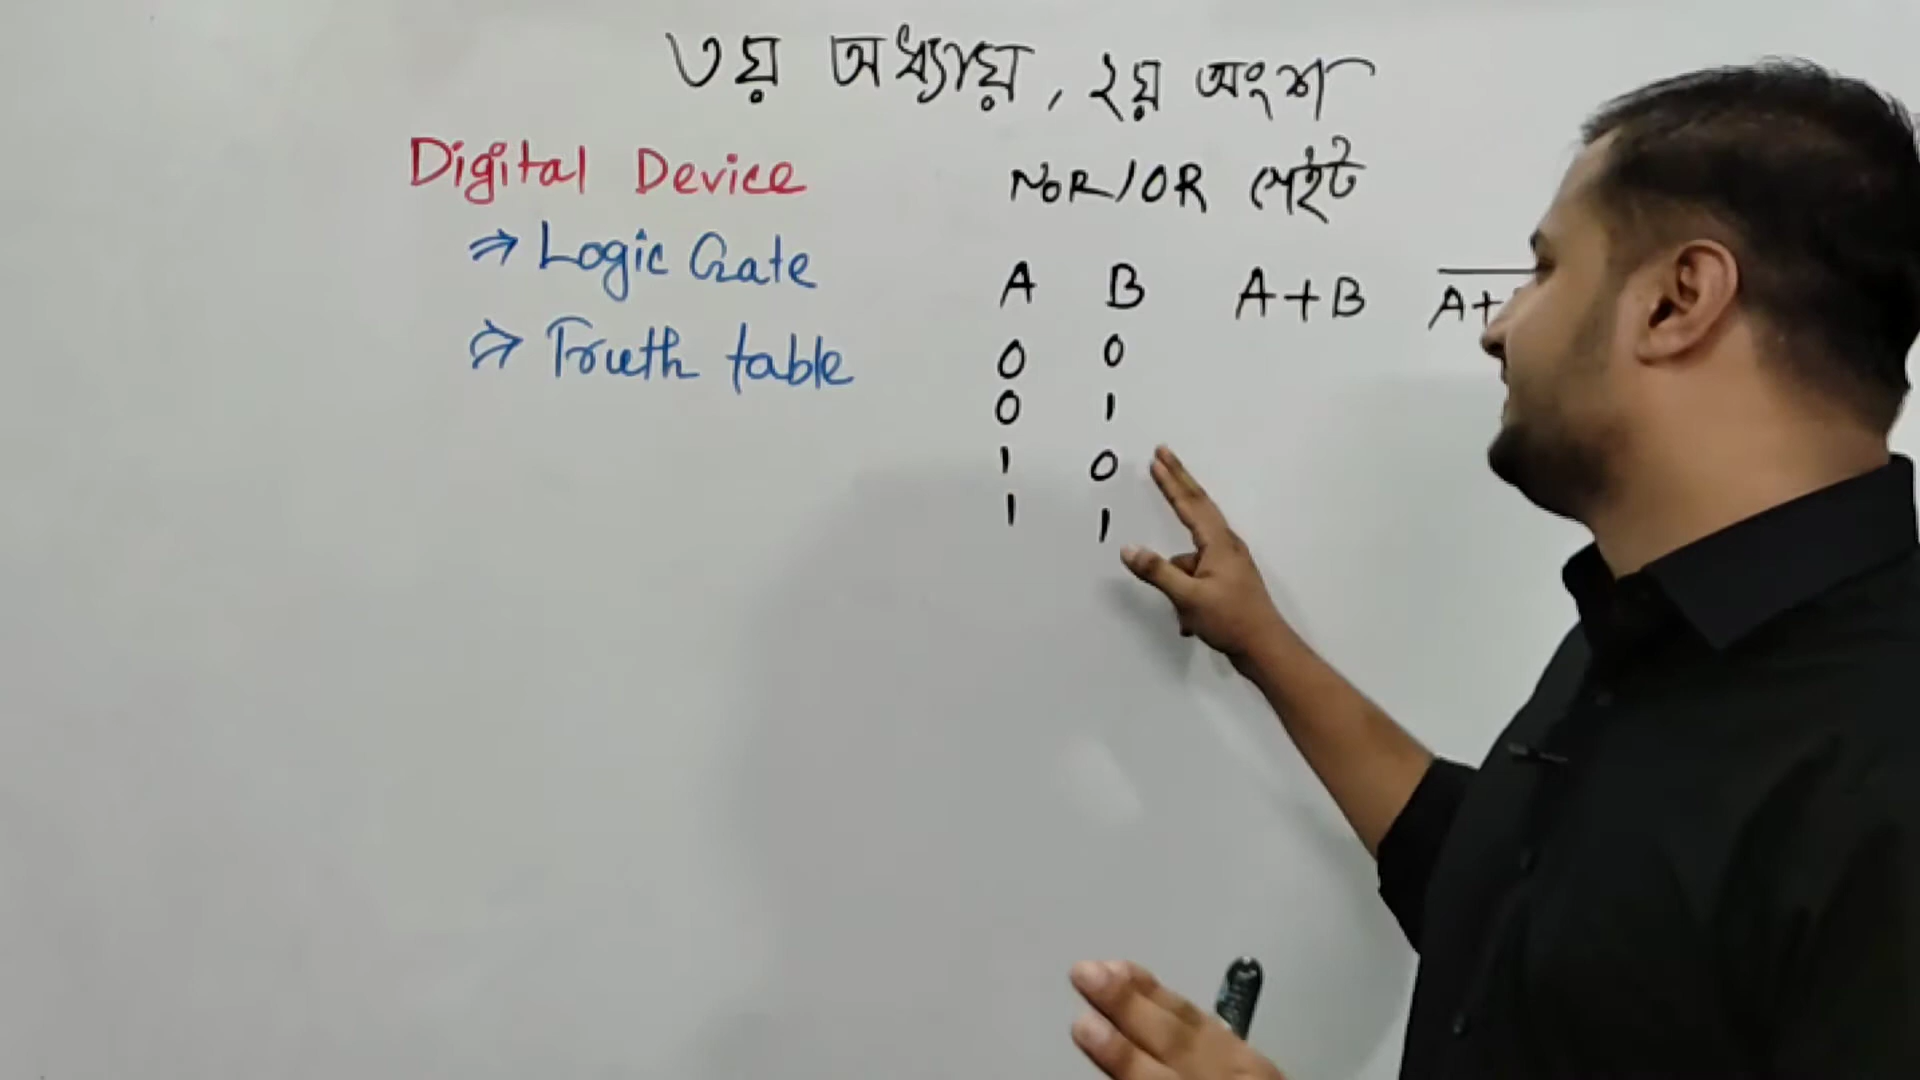 ৩য় অধ্যায়, ২য় অংশ
Digital Device
⇒ Logic Gate
⇒ Truth table
NOR/OR গেইট
A B A+B A+
0 0
0 1
1 0
1 1